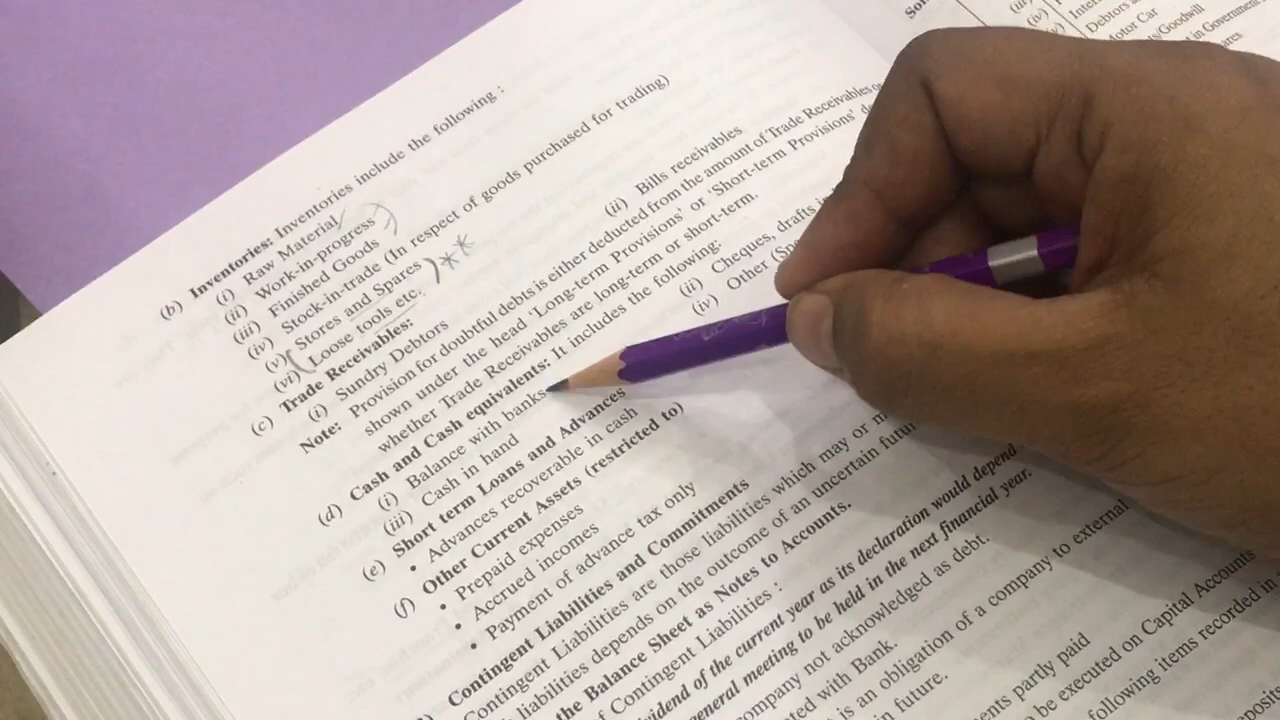 (b) Inventories: Inventories include the following :
(i) Raw Material
(ii) Work-in-progress
(iii) Finished Goods
(iv) Stock-in-trade (In respect of goods purchased for trading)
(v) Stores and Spares **
(vi) Loose tools etc.
(c) Trade Receivables:
(i) Sundry Debtors (ii) Bills receivables
Note: Provision for doubtful debts is either deducted from the amount of Trade Receivables
shown under the head 'Long-term Provisions' or 'Short-term Provisions'
whether Trade Receivables are long-term or short-term.
(d) Cash and Cash equivalents: It includes the following:
(i) Balance with banks (ii) Cheques, drafts
(iii) Cash in hand (iv) Other
(e) Short term Loans and Advances
• Advances recoverable in cash
(f) Other Current Assets (restricted to)
• Prepaid expenses
• Accrued incomes
• Payment of advance tax only
Contingent Liabilities and Commitments
Contingent Liabilities are those liabilities which may or
liabilities depends on the outcome of an uncertain
the Balance Sheet as Notes to Accounts.
of Contingent Liabilities :
dividend of the current year as its declaration would depend
general meeting to be held in the next financial year.
company not acknowledged as debt.
with Bank.
is an obligation of a company to external
in future.
partly paid
be executed on Capital Accounts
following items recorded in
(iii)
(iv)
(v)
Debtors
Motor Car
Goodwill
in Government